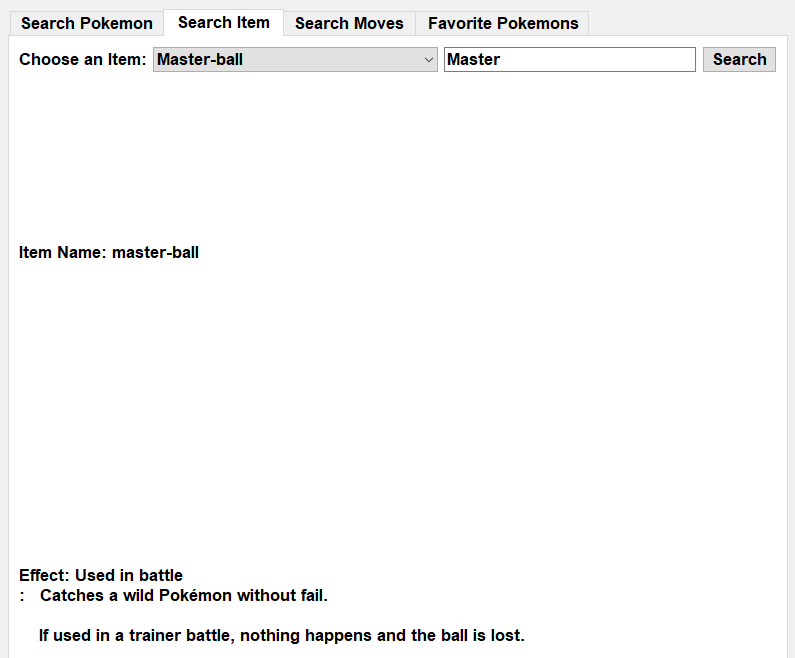 Search Pokemon Search Item Search Moves Favorite Pokemons
Choose an Item: Master-ball Master Search
Item Name: master-ball
Effect: Used in battle
: Catches a wild Pokémon without fail.
If used in a trainer battle, nothing happens and the ball is lost.